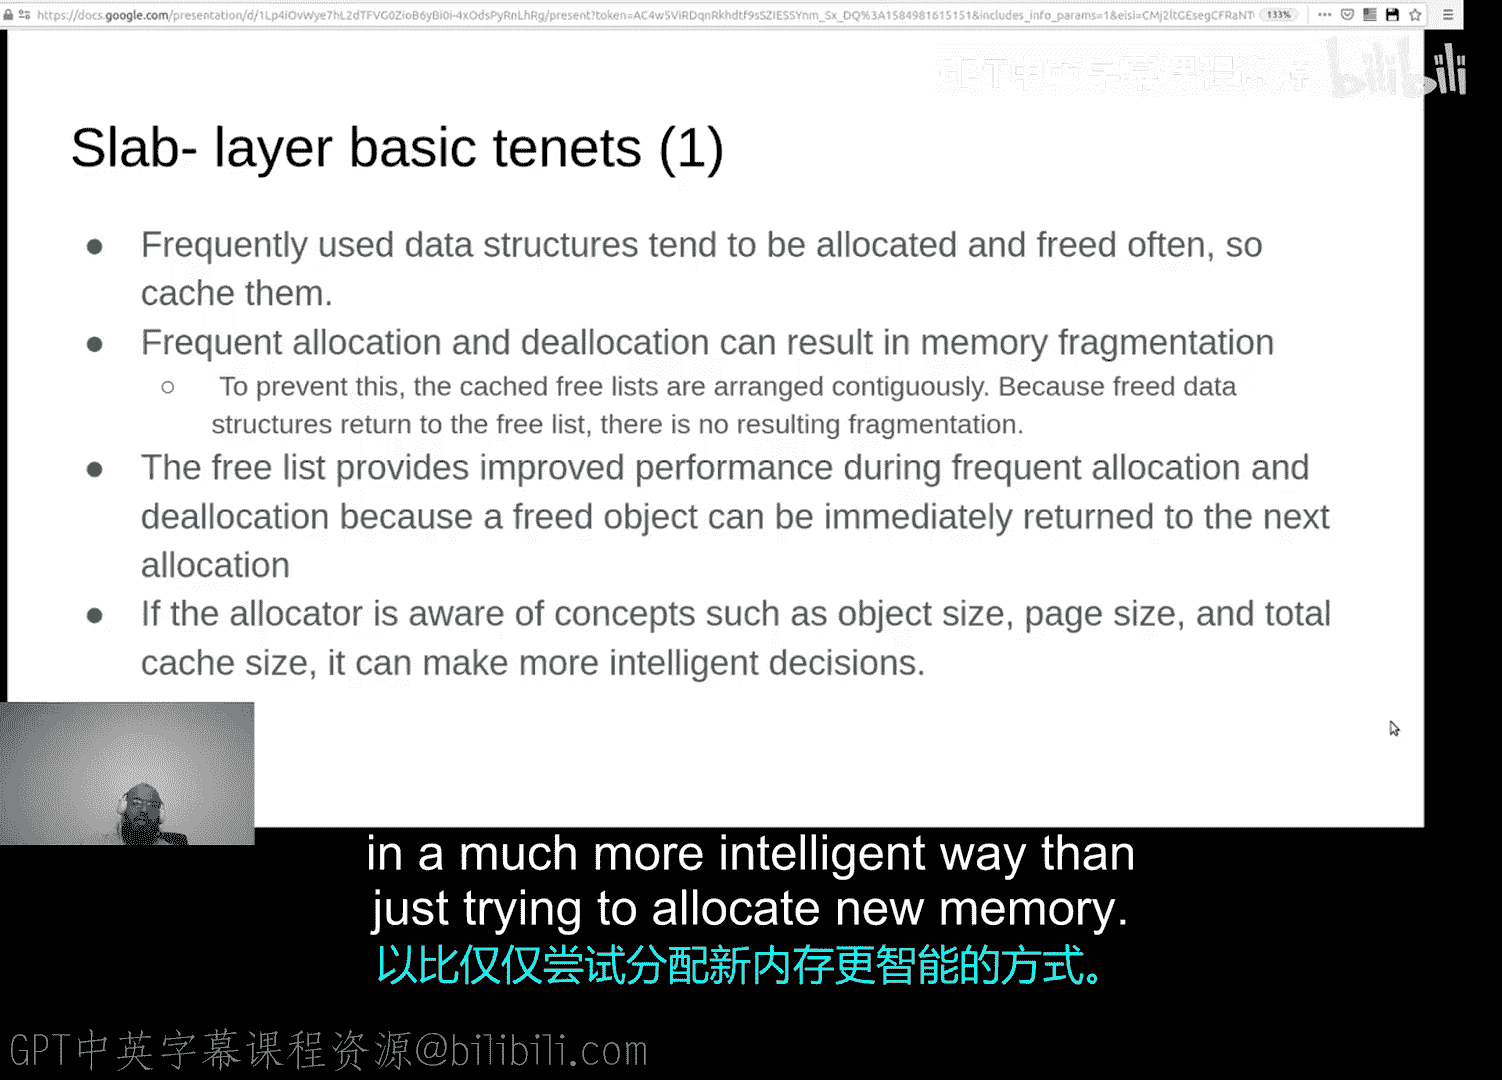 133%
Slab- layer basic tenets (1)
● Frequently used data structures tend to be allocated and freed often, so
cache them.
● Frequent allocation and deallocation can result in memory fragmentation
○ To prevent this, the cached free lists are arranged contiguously. Because freed data
structures return to the free list, there is no resulting fragmentation.
● The free list provides improved performance during frequent allocation and
deallocation because a freed object can be immediately returned to the next
allocation
● If the allocator is aware of concepts such as object size, page size, and total
cache size, it can make more intelligent decisions.
in a much more intelligent way than
just trying to allocate new memory.
以比仅仅尝试分配新内存更智能的方式。
GPT中英字幕课程资源@bilibili.com